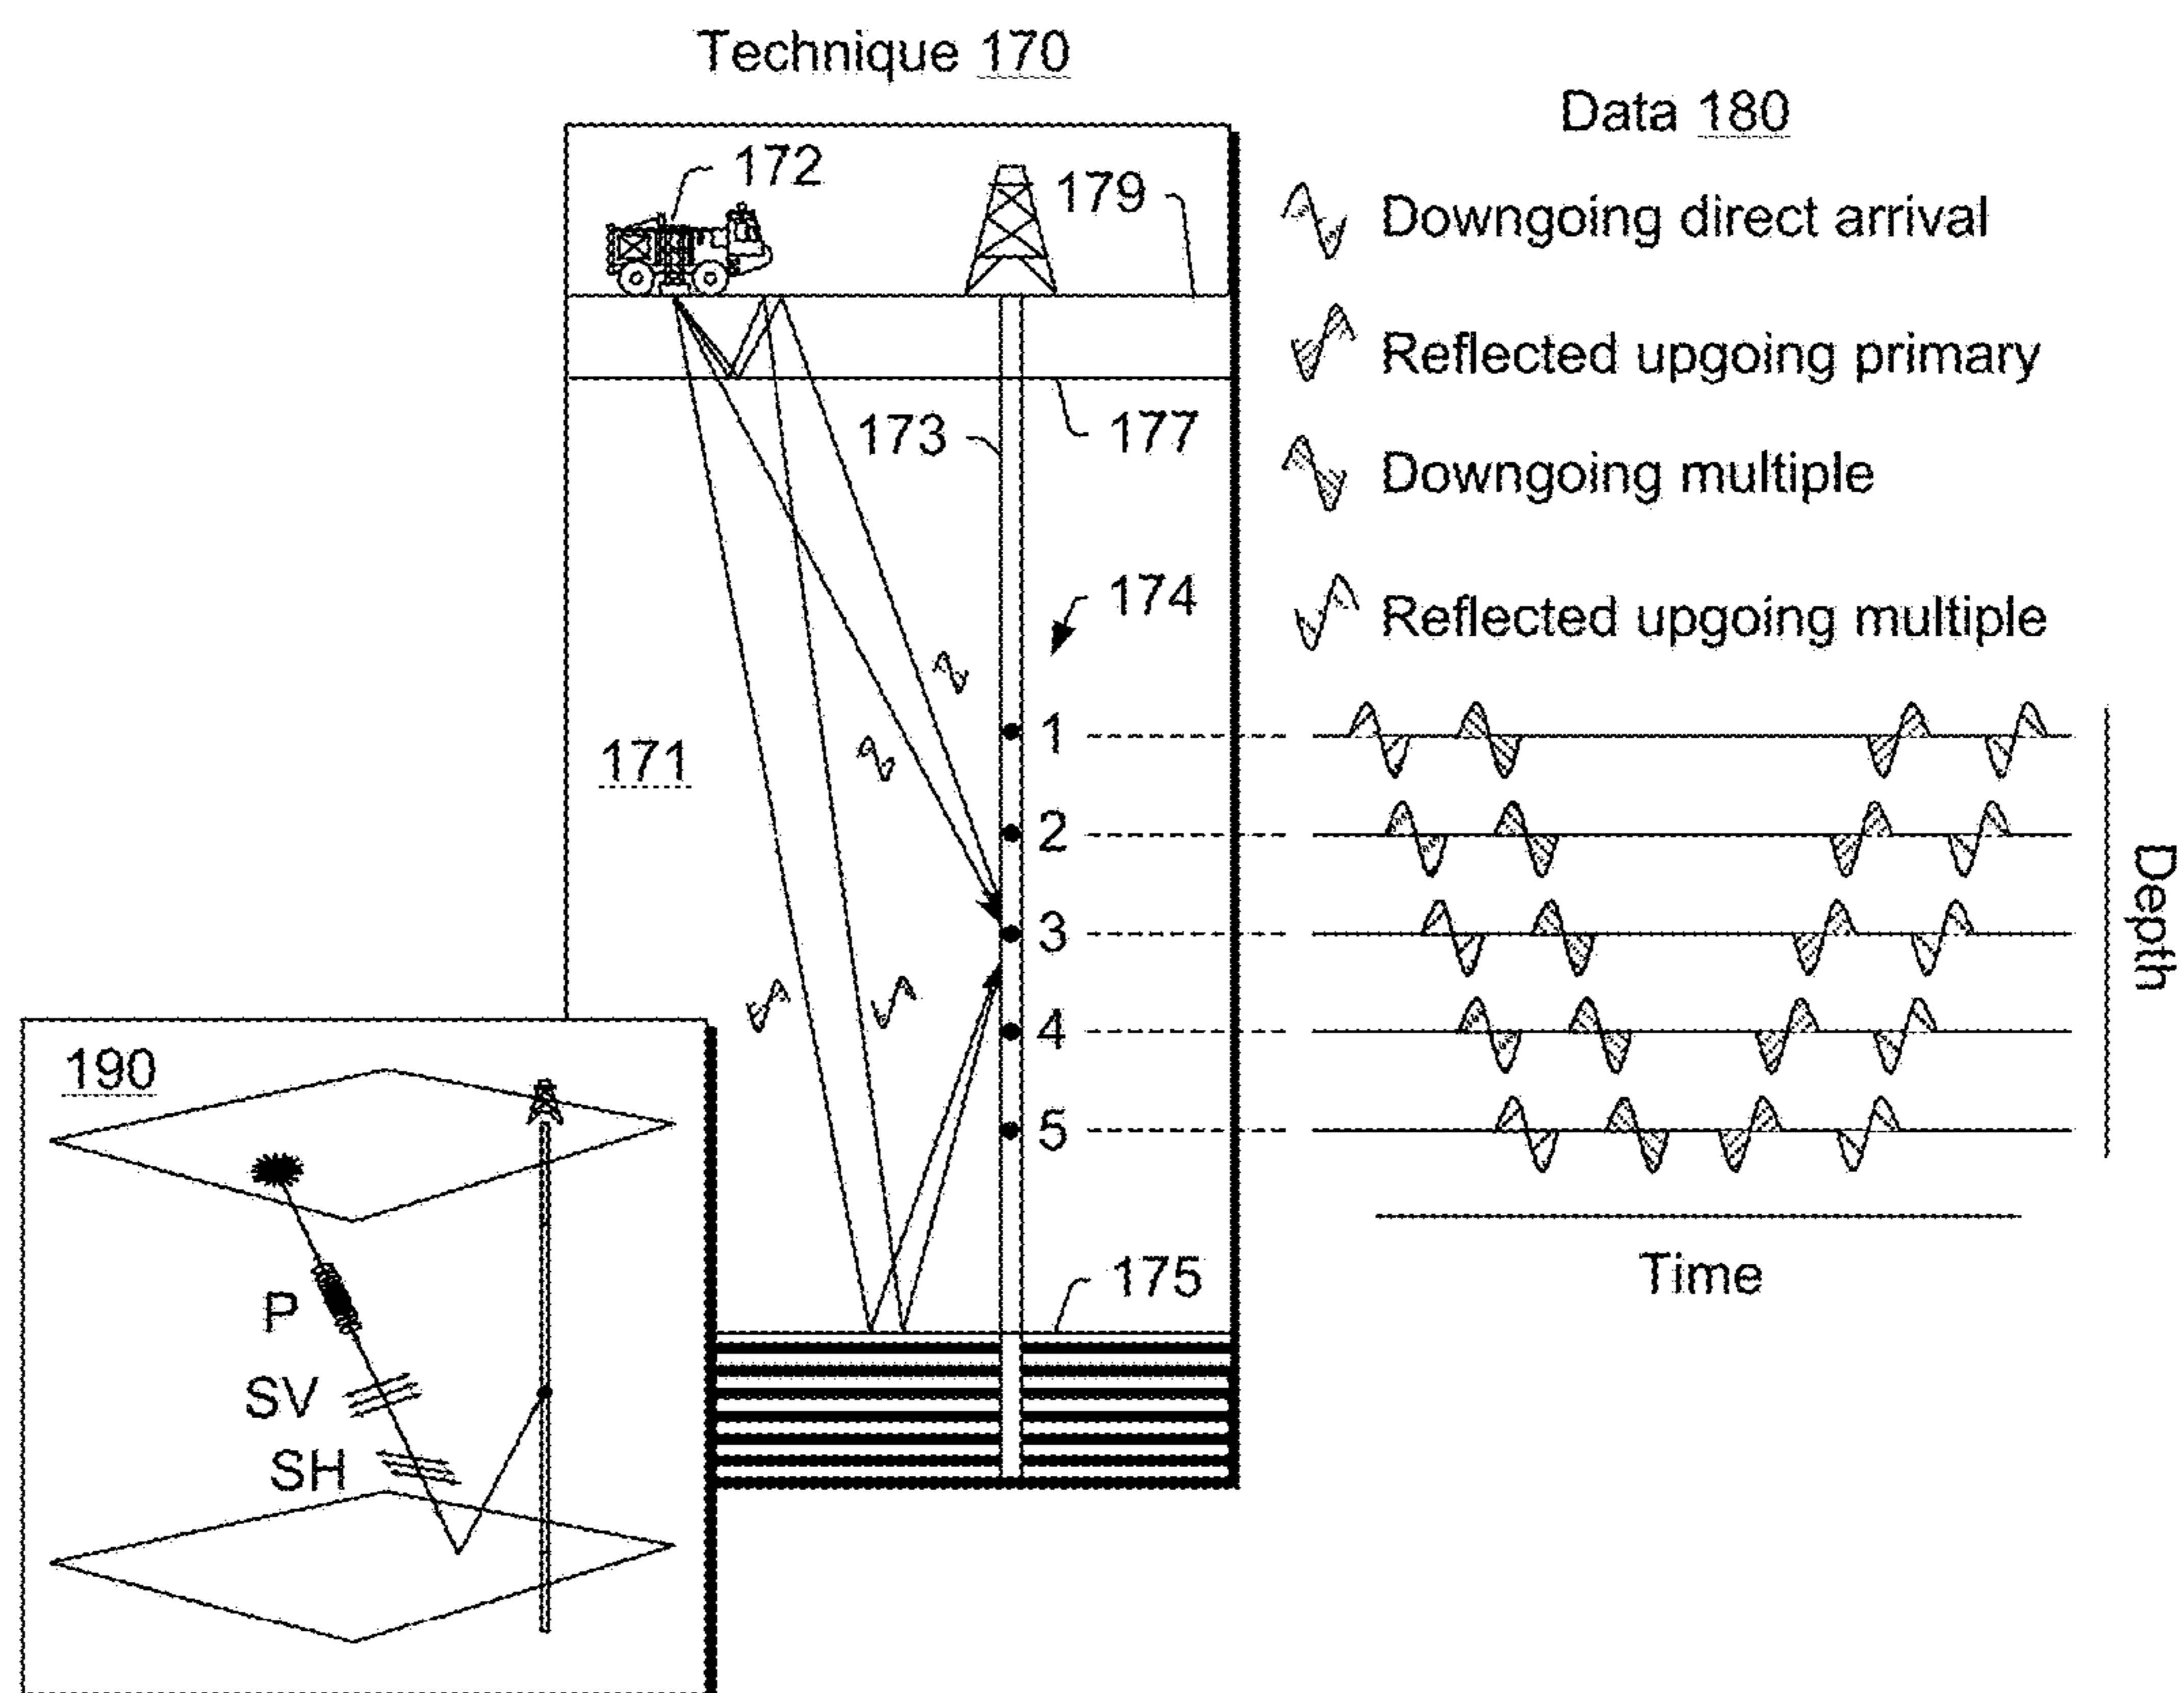 Technique 170
Data 180
172
179
Downgoing direct arrival
Reflected upgoing primary
177
173
Downgoing multiple
174
Reflected upgoing multiple
1
171
2
3
4
190
5
Depth
Time
175
P
SV
SH